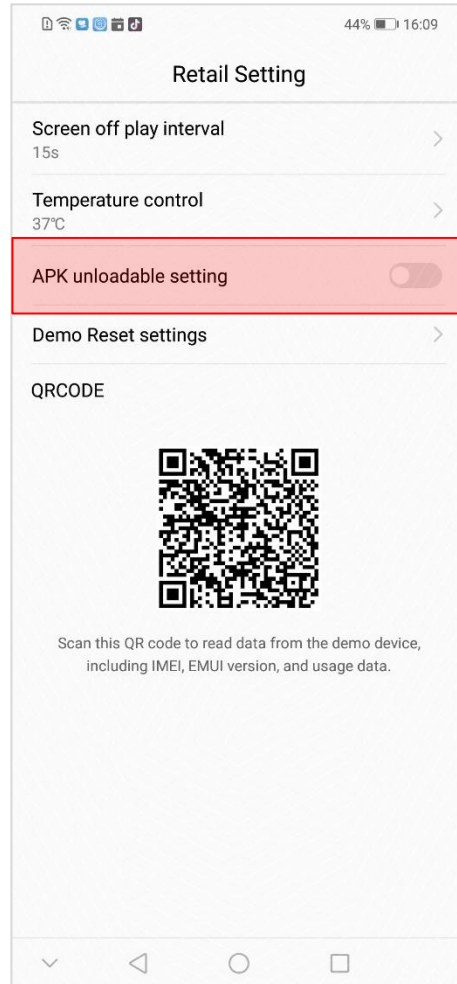 44% 16:09
Retail Setting
Screen off play interval
15s
Temperature control
37℃
APK unloadable setting
Demo Reset settings
QRCODE
Scan this QR code to read data from the demo device,
including IMEI, EMUI version, and usage data.